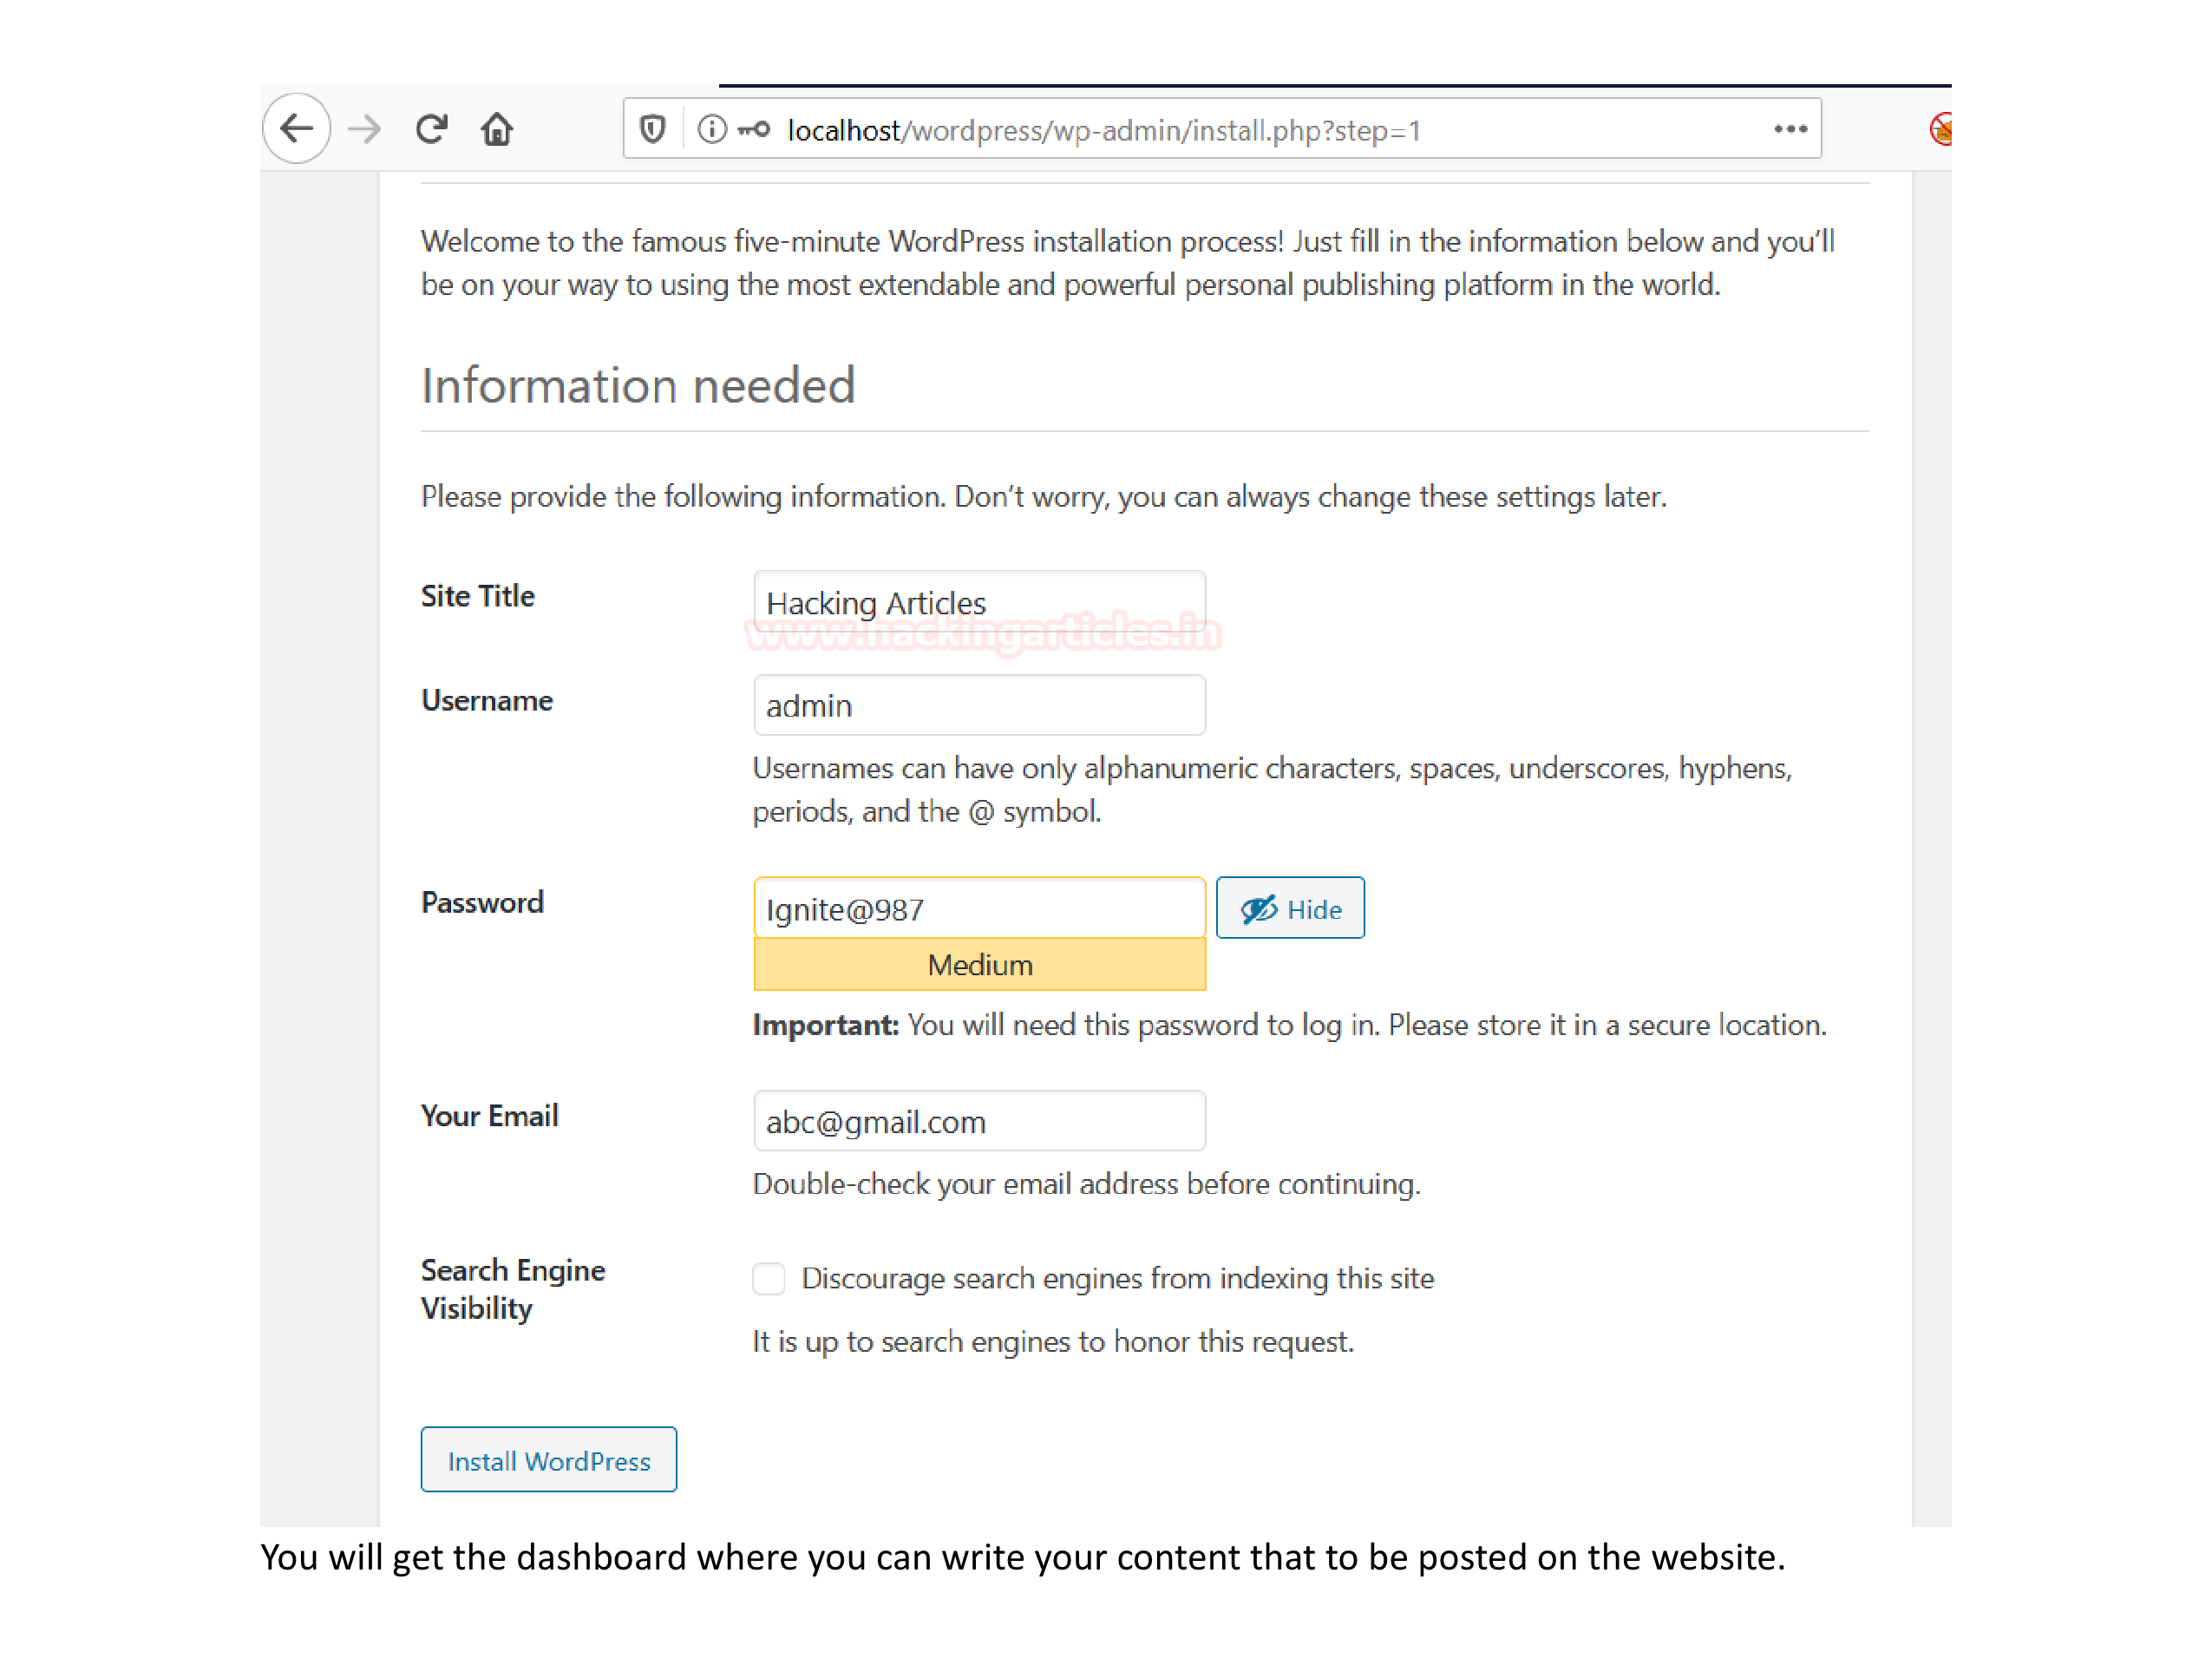 localhost/wordpress/wp-admin/install.php?step=1
Welcome to the famous five-minute WordPress installation process! Just fill in the information below and you’ll
be on your way to using the most extendable and powerful personal publishing platform in the world.
Information needed
Please provide the following information. Don’t worry, you can always change these settings later.
Site Title
Hacking Articles
www.hackingarticles.in
Username
admin
Usernames can have only alphanumeric characters, spaces, underscores, hyphens,
periods, and the @ symbol.
Password
Ignite@987
Hide
Medium
Important: You will need this password to log in. Please store it in a secure location.
Your Email
abc@gmail.com
Double-check your email address before continuing.
Search Engine
Visibility
Discourage search engines from indexing this site
It is up to search engines to honor this request.
Install WordPress
You will get the dashboard where you can write your content that to be posted on the website.